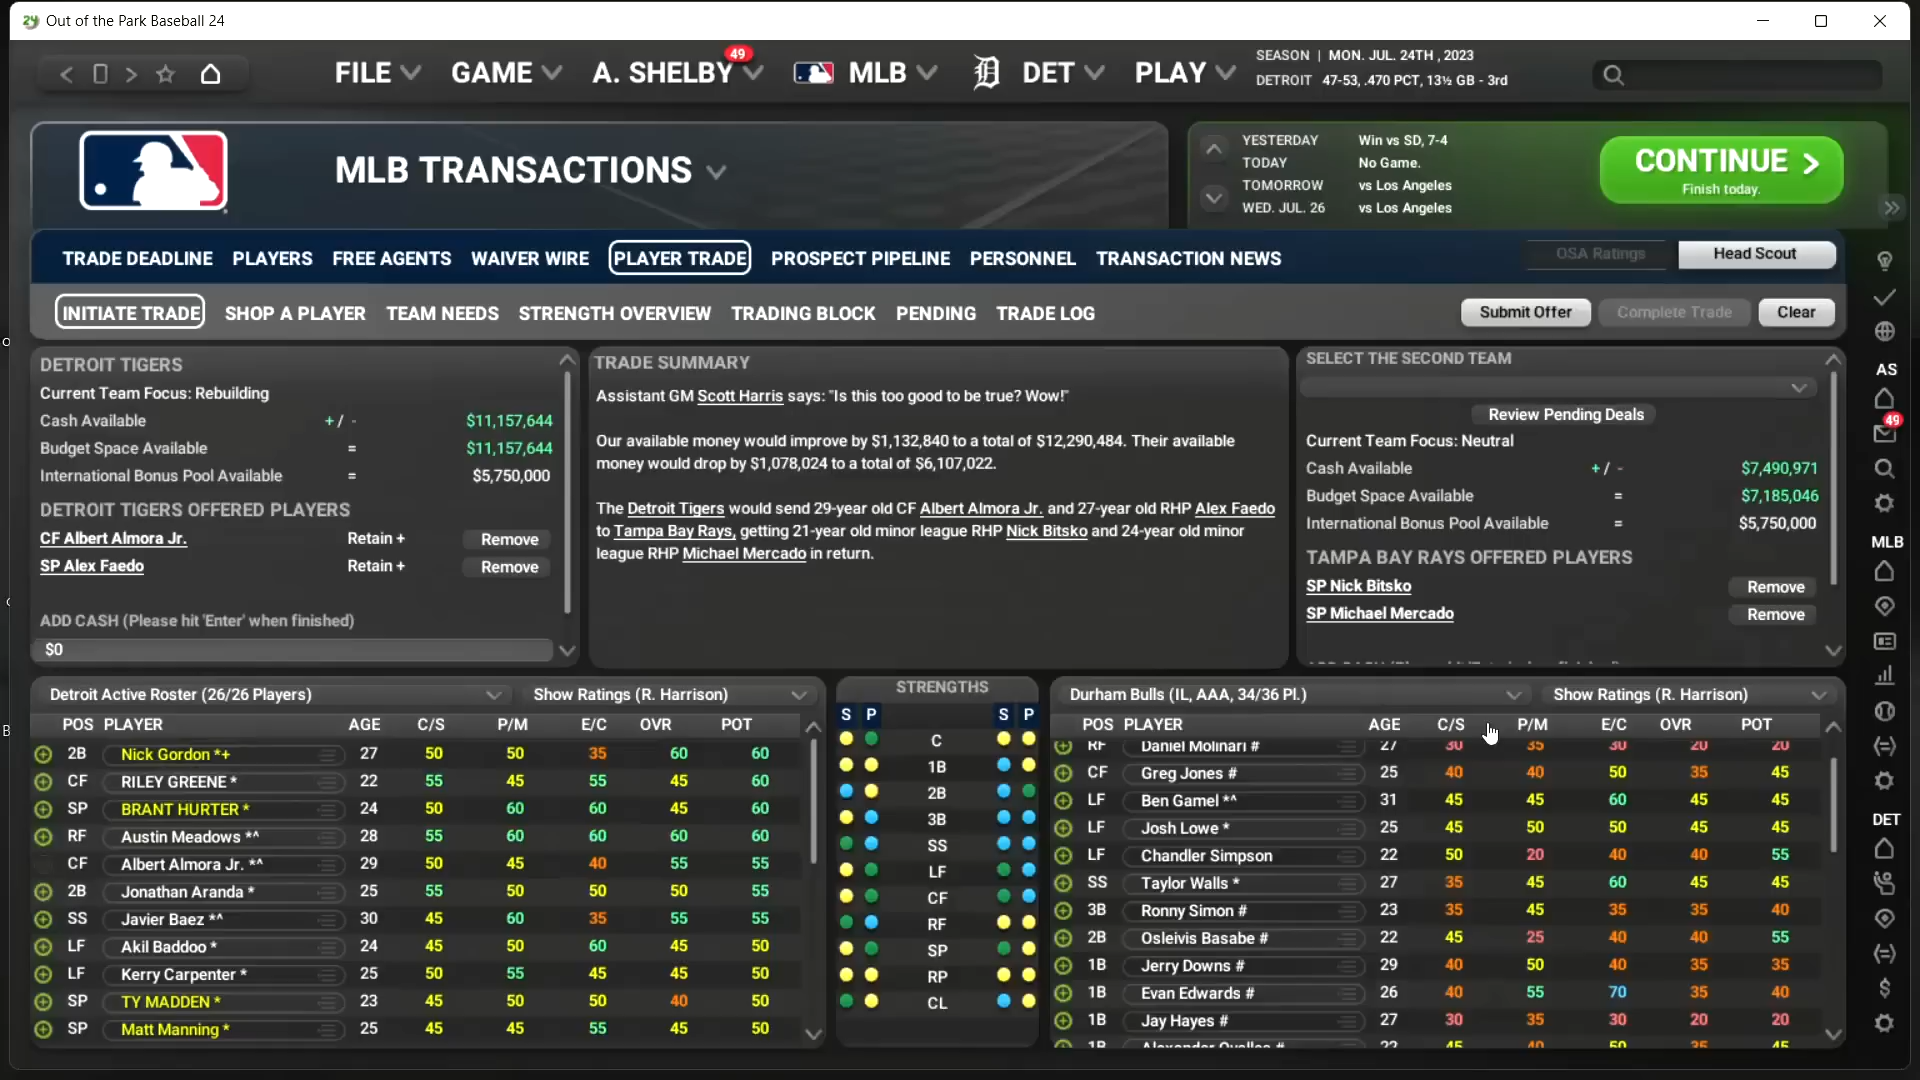 Out of the Park Baseball 24
FILE
GAME
A. SHELBY
49
MLB
DET
PLAY
SEASON | MON. JUL. 24TH , 2023
DETROIT 47-53, .470 PCT, 13½ GB - 3rd
MLB TRANSACTIONS
YESTERDAY Win vs SD, 7-4
TODAY No Game.
TOMORROW vs Los Angeles
WED. JUL. 26 vs Los Angeles
CONTINUE
Finish today.
TRADE DEADLINE PLAYERS FREE AGENTS WAIVER WIRE PLAYER TRADE PROSPECT PIPELINE PERSONNEL TRANSACTION NEWS
OSA Ratings Head Scout
INITIATE TRADE SHOP A PLAYER TEAM NEEDS STRENGTH OVERVIEW TRADING BLOCK PENDING TRADE LOG
Submit Offer Complete Trade Clear
DETROIT TIGERS
Current Team Focus: Rebuilding
Cash Available + / - $11,157,644
Budget Space Available = $11,157,644
International Bonus Pool Available = $5,750,000
DETROIT TIGERS OFFERED PLAYERS
CF Albert Almora Jr. Retain + Remove
SP Alex Faedo Retain + Remove
ADD CASH (Please hit 'Enter' when finished)
$0
TRADE SUMMARY
Assistant GM Scott Harris says: "Is this too good to be true? Wow!"
Our available money would improve by $1,132,840 to a total of $12,290,484. Their available
money would drop by $1,078,024 to a total of $6,107,022.
The Detroit Tigers would send 29-year old CF Albert Almora Jr. and 27-year old RHP Alex Faedo
to Tampa Bay Rays, getting 21-year old minor league RHP Nick Bitsko and 24-year old minor
league RHP Michael Mercado in return.
SELECT THE SECOND TEAM
Review Pending Deals
Current Team Focus: Neutral
Cash Available + / - $7,490,971
Budget Space Available = $7,185,046
International Bonus Pool Available = $5,750,000
TAMPA BAY RAYS OFFERED PLAYERS
SP Nick Bitsko Remove
SP Michael Mercado Remove
Detroit Active Roster (26/26 Players) Show Ratings (R. Harrison)
POS PLAYER AGE C/S P/M E/C OVR POT
2B Nick Gordon *+ 27 50 50 35 60 60
CF RILEY GREENE * 22 55 45 55 45 60
SP BRANT HURTER * 24 50 60 60 45 60
RF Austin Meadows *^ 28 55 60 60 60 60
CF Albert Almora Jr. *^ 29 50 45 40 55 55
2B Jonathan Aranda * 25 55 50 50 50 55
SS Javier Baez *^ 30 45 60 35 55 55
LF Akil Baddoo * 24 45 50 60 45 50
LF Kerry Carpenter * 25 50 55 45 45 50
SP TY MADDEN * 23 45 50 50 40 50
SP Matt Manning * 25 45 45 55 45 50
STRENGTHS
S P S P
C
1B
2B
3B
SS
LF
CF
RF
SP
RP
CL
Durham Bulls (IL, AAA, 34/36 Pl.) Show Ratings (R. Harrison)
POS PLAYER AGE C/S P/M E/C OVR POT
RF Daniel Molinari # 27 30 35 30 20 20
CF Greg Jones # 25 40 40 50 35 45
LF Ben Gamel *^ 31 45 45 60 45 45
LF Josh Lowe * 25 45 50 50 45 45
LF Chandler Simpson 22 50 20 40 40 55
SS Taylor Walls * 27 35 45 60 45 45
3B Ronny Simon # 23 35 45 35 35 40
2B Osleivis Basabe # 22 45 25 40 40 55
1B Jerry Downs # 29 40 50 40 35 35
1B Evan Edwards # 26 40 55 70 35 40
1B Jay Hayes # 27 30 35 30 20 20
AS
49
MLB
DET